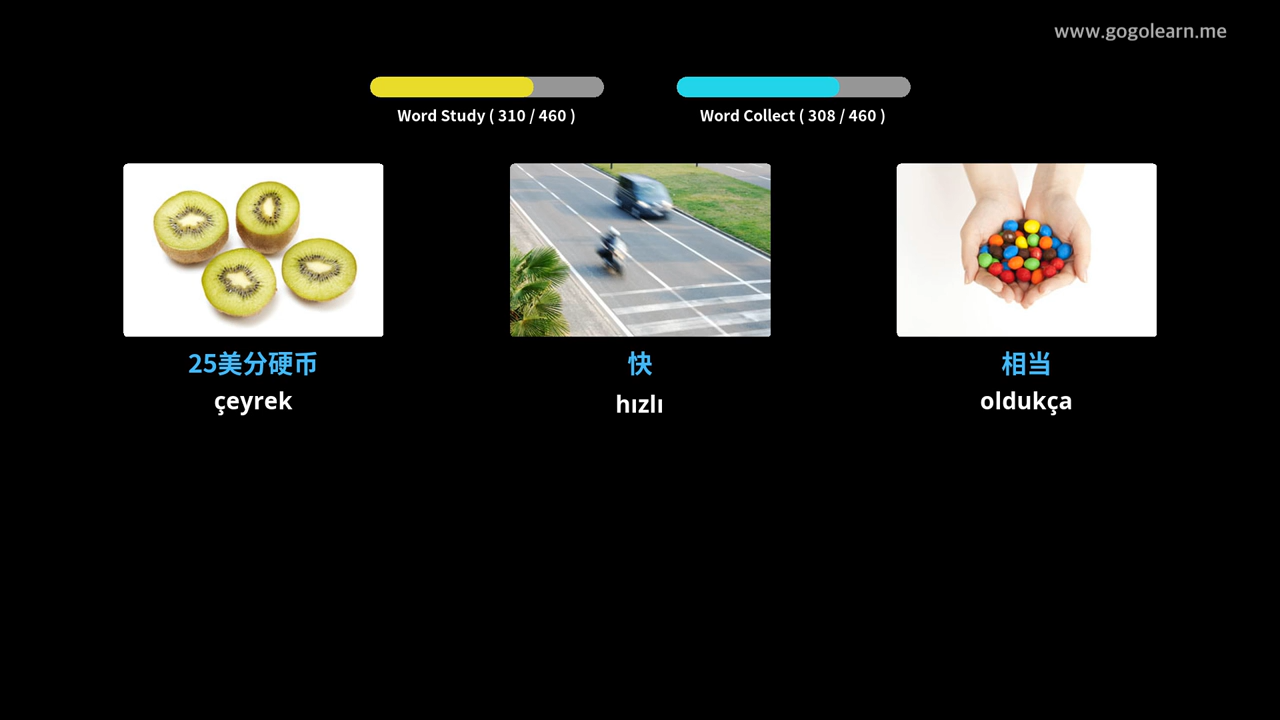 www.gogolearn.me
Word Study ( 310 / 460 )
Word Collect ( 308 / 460 )
25美分硬币
çeyrek
快
hızlı
相当
oldukça